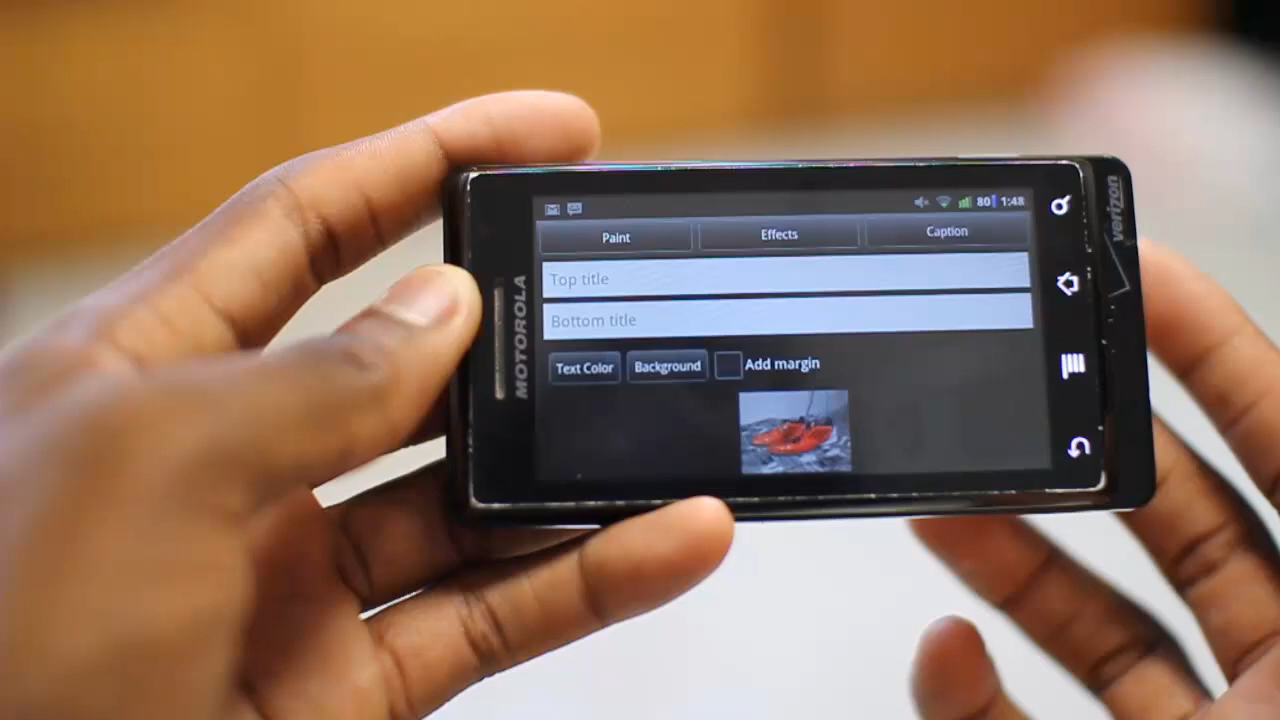 80 1:48
Paint Effects Caption
Top title
Bottom title
Text Color Background Add margin
MOTOROLA
verizon